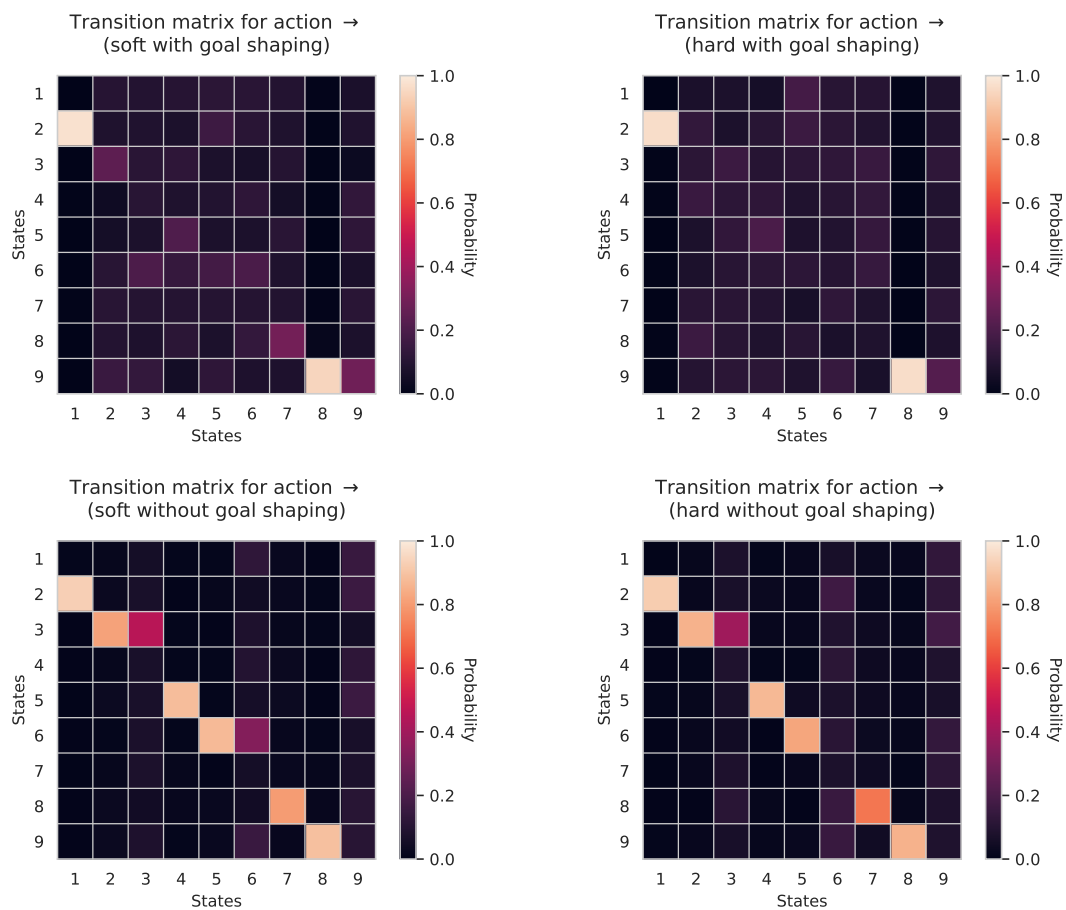 Transition matrix for action →
(soft with goal shaping)
1
2
3
4
5
6
7
8
9
States
1 2 3 4 5 6 7 8 9
States
1.0
0.8
0.6
0.4
0.2
0.0
Probability
Transition matrix for action →
(hard with goal shaping)
1
2
3
4
5
6
7
8
9
States
1 2 3 4 5 6 7 8 9
States
1.0
0.8
0.6
0.4
0.2
0.0
Probability
Transition matrix for action →
(soft without goal shaping)
1
2
3
4
5
6
7
8
9
States
1 2 3 4 5 6 7 8 9
States
1.0
0.8
0.6
0.4
0.2
0.0
Probability
Transition matrix for action →
(hard without goal shaping)
1
2
3
4
5
6
7
8
9
States
1 2 3 4 5 6 7 8 9
States
1.0
0.8
0.6
0.4
0.2
0.0
Probability